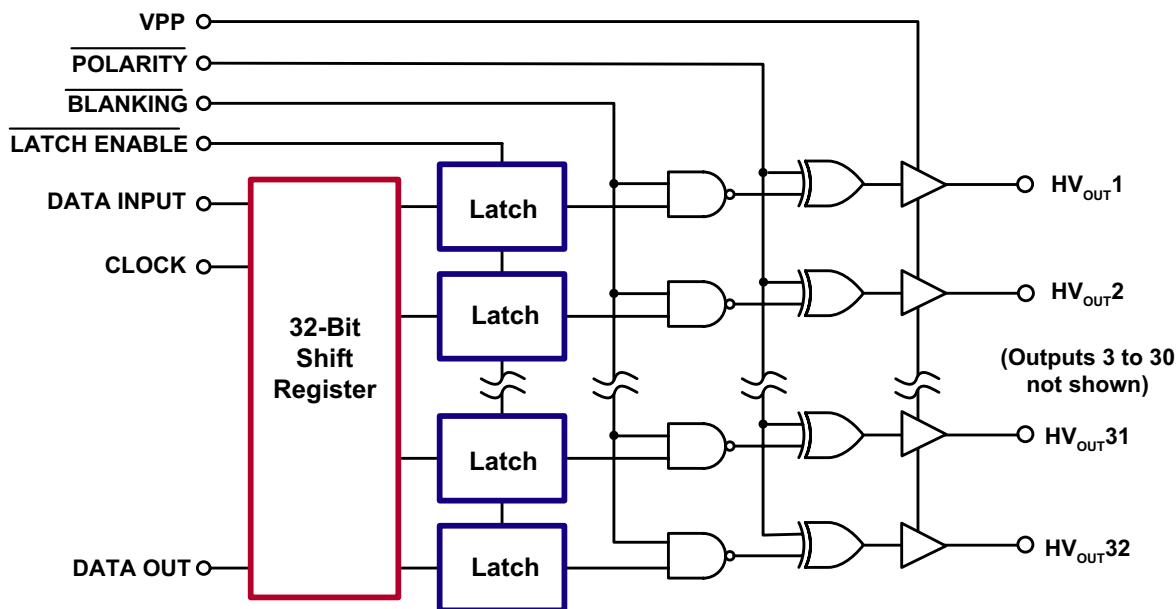 VPP
POLARITY
BLANKING
LATCH ENABLE
DATA INPUT
CLOCK
DATA OUT
32-Bit
Shift
Register
Latch
Latch
Latch
Latch
HVOUT1
HVOUT2
(Outputs 3 to 30
not shown)
HVOUT31
HVOUT32